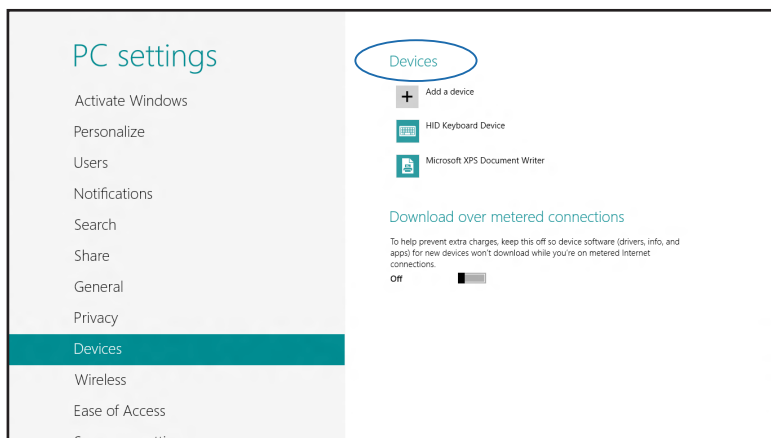 PC settings
Activate Windows
Personalize
Users
Notifications
Search
Share
General
Privacy
Devices
Wireless
Ease of Access
Devices
Add a device
HID Keyboard Device
Microsoft XPS Document Writer
Download over metered connections
To help prevent extra charges, keep this off so device software (drivers, info, and
apps) for new devices won't download while you're on metered Internet
connections.
Off